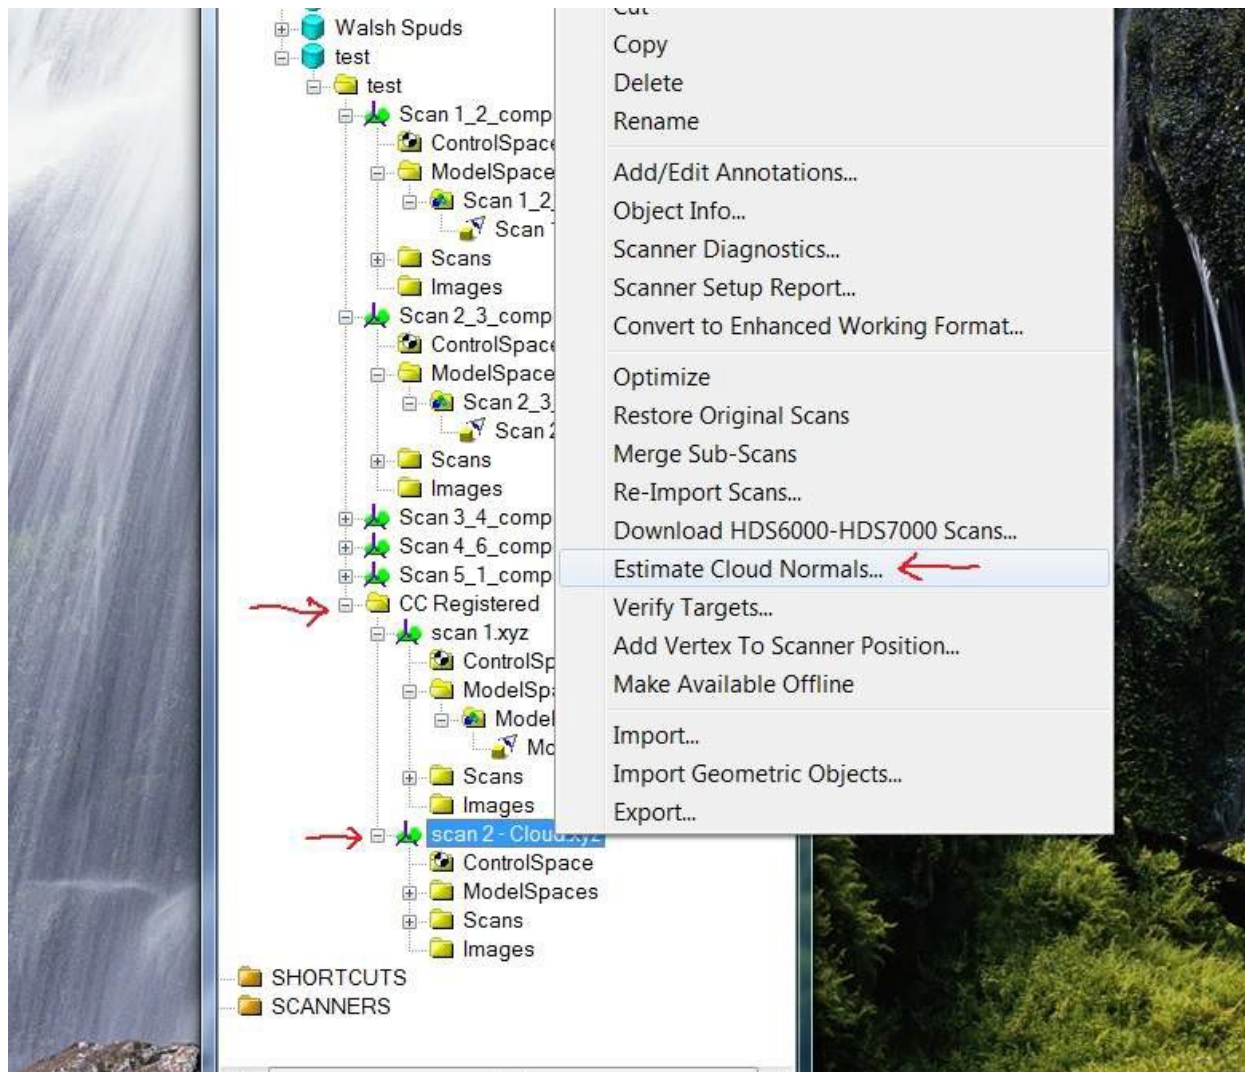 Walsh Spuds
test
test
Scan 1_2_comp
ControlSpace
ModelSpace
Scan 1_2_
Scan
Scans
Images
Scan 2_3_comp
ControlSpace
ModelSpace
Scan 2_3_
Scan 2
Scans
Images
Scan 3_4_comp
Scan 4_6_comp
Scan 5_1_comp
CC Registered
scan 1.xyz
ControlSp
ModelSpa
Model
Mo
Scans
Images
scan 2 - Cloud.xyz
ControlSpace
ModelSpaces
Scans
Images
SHORTCUTS
SCANNERS
Cut
Copy
Delete
Rename
Add/Edit Annotations...
Object Info...
Scanner Diagnostics...
Scanner Setup Report...
Convert to Enhanced Working Format...
Optimize
Restore Original Scans
Merge Sub-Scans
Re-Import Scans...
Download HDS6000-HDS7000 Scans...
Estimate Cloud Normals...
Verify Targets...
Add Vertex To Scanner Position...
Make Available Offline
Import...
Import Geometric Objects...
Export...